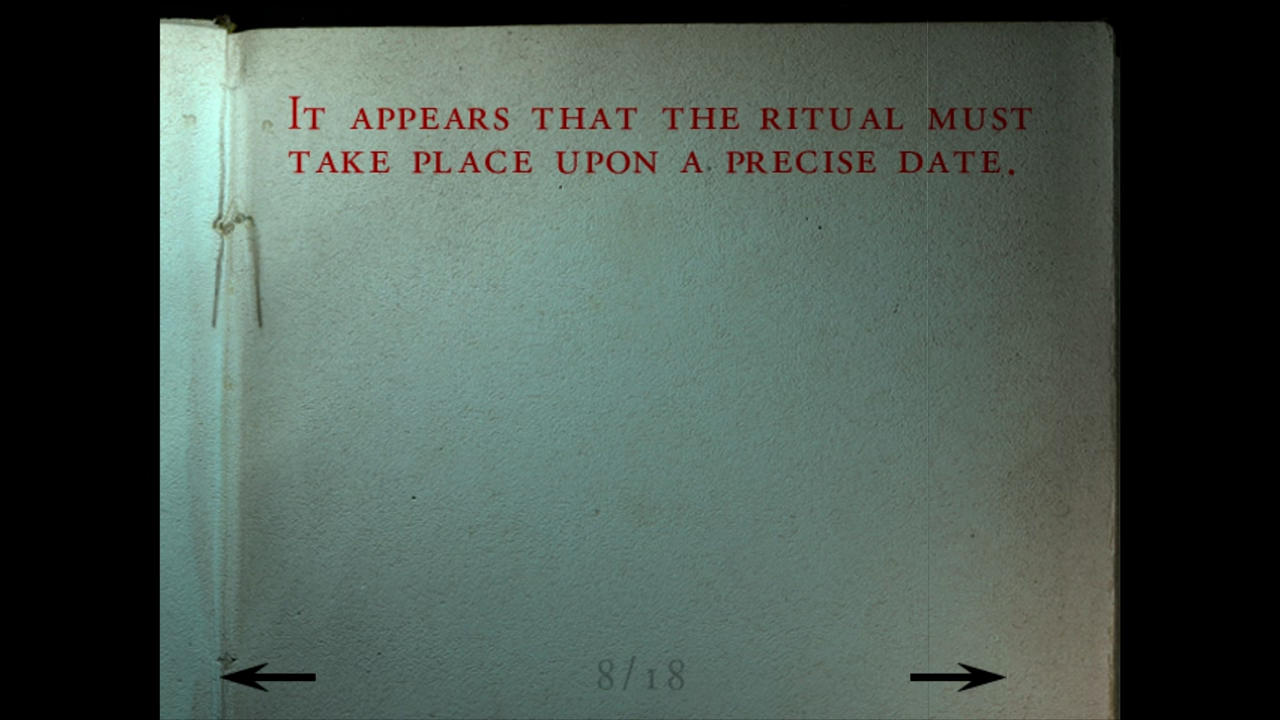 It appears that the ritual must
take place upon a precise date.
8/18